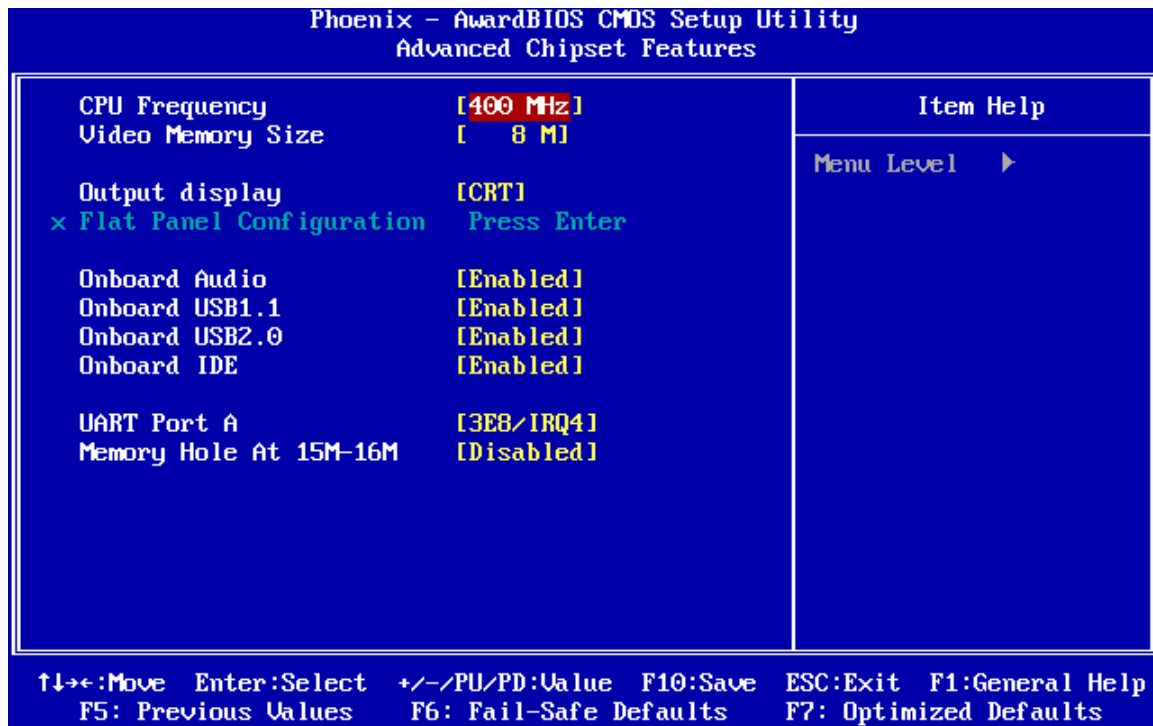 Phoenix - AwardBIOS CMOS Setup Utility
Advanced Chipset Features
CPU Frequency [400 MHz]
Video Memory Size [ 8 M]
Output display [CRT]
x Flat Panel Configuration Press Enter
Onboard Audio [Enabled]
Onboard USB1.1 [Enabled]
Onboard USB2.0 [Enabled]
Onboard IDE [Enabled]
UART Port A [3E8/IRQ4]
Memory Hole At 15M-16M [Disabled]
Item Help
Menu Level ▶
↑↓→←:Move Enter:Select +/-/PU/PD:Value F10:Save ESC:Exit F1:General Help
F5: Previous Values F6: Fail-Safe Defaults F7: Optimized Defaults